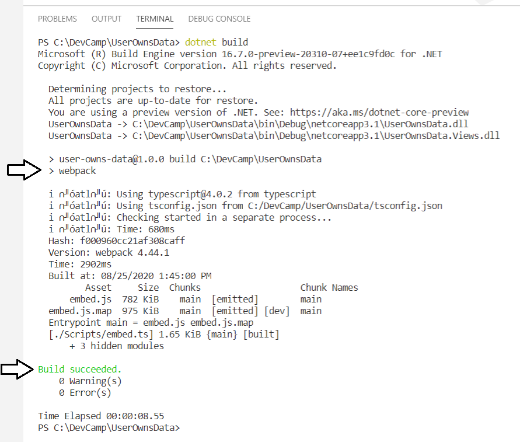 PROBLEMS OUTPUT TERMINAL DEBUG CONSOLE
PS C:\DevCamp\UserOwnsData> dotnet build
Microsoft (R) Build Engine version 16.7.0-preview-20310-07+ee1c9fd0c for .NET
Copyright (C) Microsoft Corporation. All rights reserved.
Determining projects to restore...
All projects are up-to-date for restore.
You are using a preview version of .NET. See: https://aka.ms/dotnet-core-preview
UserOwnsData -> C:\DevCamp\UserOwnsData\bin\Debug\netcoreapp3.1\UserOwnsData.dll
UserOwnsData -> C:\DevCamp\UserOwnsData\bin\Debug\netcoreapp3.1\UserOwnsData.Views.dll
> user-owns-data@1.0.0 build C:\DevCamp\UserOwnsData
> webpack
i Using typescript@4.0.2 from typescript
i Using tsconfig.json from C:/DevCamp/UserOwnsData/tsconfig.json
i Checking started in a separate process...
i Time: 680ms
Hash: f000960cc21af308caff
Version: webpack 4.44.1
Time: 2902ms
Built at: 08/25/2020 1:45:00 PM
Asset Size Chunks Chunk Names
embed.js 782 KiB main [emitted] main
embed.js.map 975 KiB main [emitted] [dev] main
Entrypoint main = embed.js embed.js.map
[./Scripts/embed.ts] 1.65 KiB {main} [built]
+ 3 hidden modules
Build succeeded.
0 Warning(s)
0 Error(s)
Time Elapsed 00:00:08.55
PS C:\DevCamp\UserOwnsData>